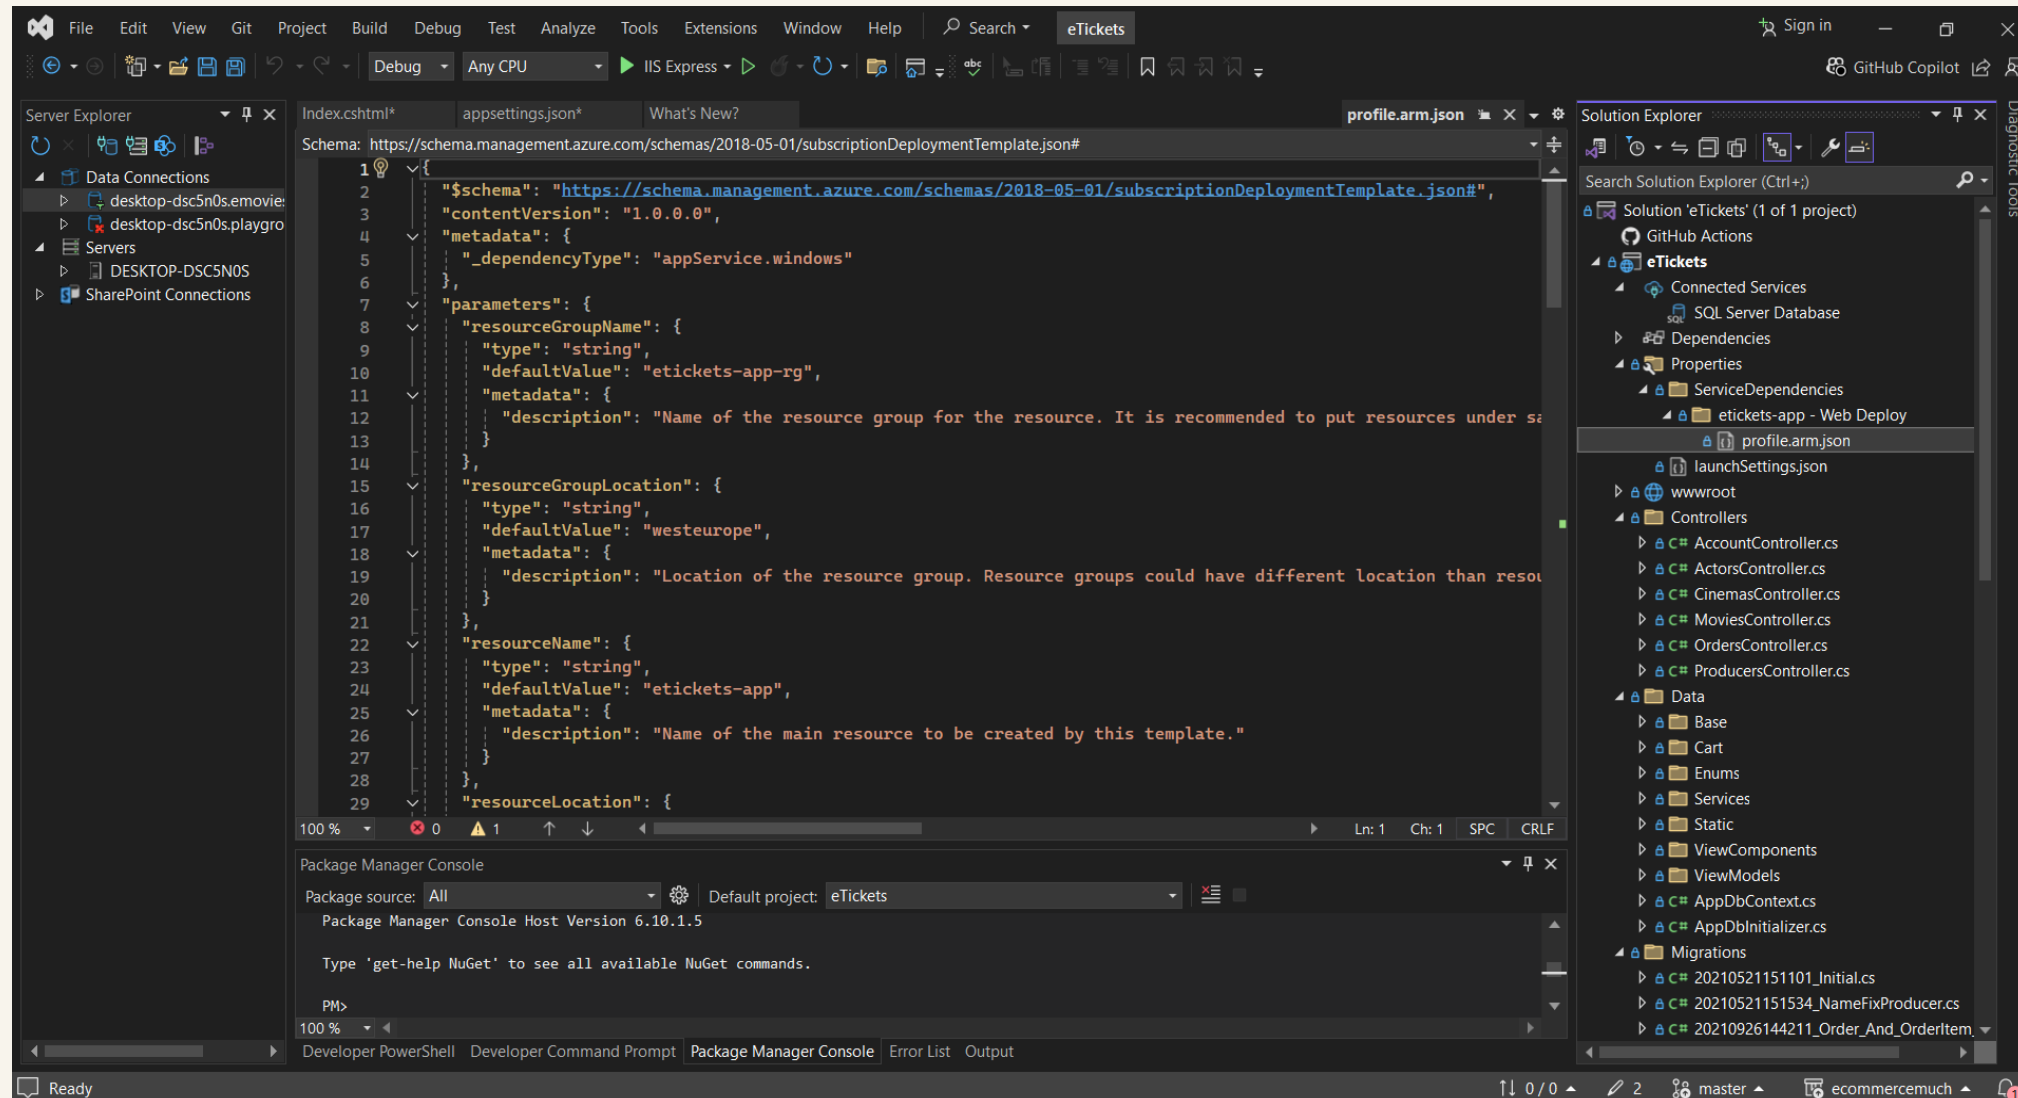 File Edit View Git Project Build Debug Test Analyze Tools Extensions Window Help Search eTickets Sign in
Debug Any CPU IIS Express GitHub Copilot
Server Explorer
Data Connections
desktop-dsc5n0s.emovie
desktop-dsc5n0s.playgro
Servers
DESKTOP-DSC5N0S
SharePoint Connections
Index.cshtml* appsettings.json* What's New? profile.arm.json
Schema: https://schema.management.azure.com/schemas/2018-05-01/subscriptionDeploymentTemplate.json#
1 {
2 "$schema": "https://schema.management.azure.com/schemas/2018-05-01/subscriptionDeploymentTemplate.json#",
3 "contentVersion": "1.0.0.0",
4 "metadata": {
5 "_dependencyType": "appService.windows"
6 },
7 "parameters": {
8 "resourceGroupName": {
9 "type": "string",
10 "defaultValue": "etickets-app-rg",
11 "metadata": {
12 "description": "Name of the resource group for the resource. It is recommended to put resources under sa
13 }
14 },
15 "resourceGroupLocation": {
16 "type": "string",
17 "defaultValue": "westeurope",
18 "metadata": {
19 "description": "Location of the resource group. Resource groups could have different location than resou
20 }
21 },
22 "resourceName": {
23 "type": "string",
24 "defaultValue": "etickets-app",
25 "metadata": {
26 "description": "Name of the main resource to be created by this template."
27 }
28 },
29 "resourceLocation": {
100 % 0 1 Ln: 1 Ch: 1 SPC CRLF
Package Manager Console
Package source: All Default project: eTickets
Package Manager Console Host Version 6.10.1.5
Type 'get-help NuGet' to see all available NuGet commands.
PM>
100 %
Developer PowerShell Developer Command Prompt Package Manager Console Error List Output
Solution Explorer
Search Solution Explorer (Ctrl+;)
Solution 'eTickets' (1 of 1 project)
GitHub Actions
eTickets
Connected Services
SQL Server Database
Dependencies
Properties
ServiceDependencies
etickets-app - Web Deploy
profile.arm.json
launchSettings.json
wwwroot
Controllers
C# AccountController.cs
C# ActorsController.cs
C# CinemasController.cs
C# MoviesController.cs
C# OrdersController.cs
C# ProducersController.cs
Data
Base
Cart
Enums
Services
Static
ViewComponents
ViewModels
C# AppDbContext.cs
C# AppDbInitializer.cs
Migrations
C# 20210521151101_Initial.cs
C# 20210521151534_NameFixProducer.cs
C# 20210926144211_Order_And_OrderItem_
Diagnostic Tools
Ready 0 / 0 2 master ecommercemuch 1